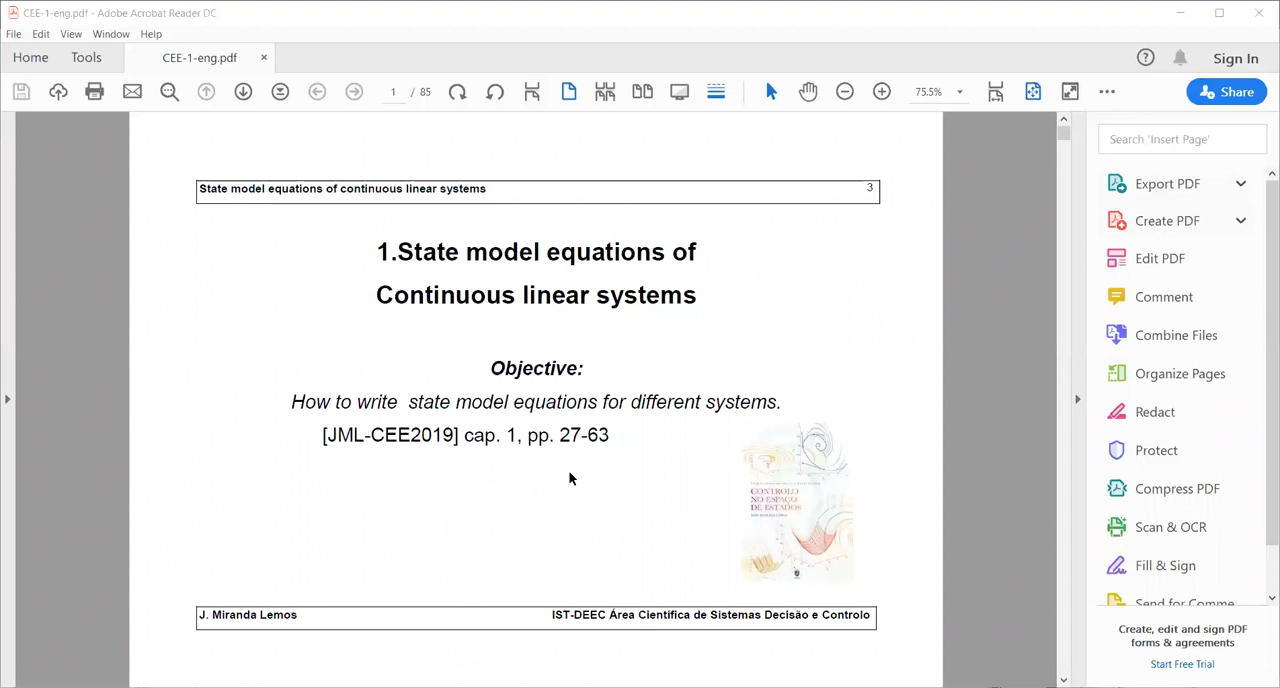 CEE-1-eng.pdf - Adobe Acrobat Reader DC
File Edit View Window Help
Home Tools CEE-1-eng.pdf × Sign In
1 / 85 75.5% Share
Search 'Insert Page'
Export PDF
Create PDF
Edit PDF
Comment
Combine Files
Organize Pages
Redact
Protect
Compress PDF
Scan & OCR
Fill & Sign
Send for Comme
Create, edit and sign PDF
forms & agreements
Start Free Trial
State model equations of continuous linear systems 3
1.State model equations of
Continuous linear systems
Objective:
How to write state model equations for different systems.
[JML-CEE2019] cap. 1, pp. 27-63
CONTROLO
NO ESPAÇO
DE ESTADOS
J. Miranda Lemos IST-DEEC Área Científica de Sistemas Decisão e Controlo